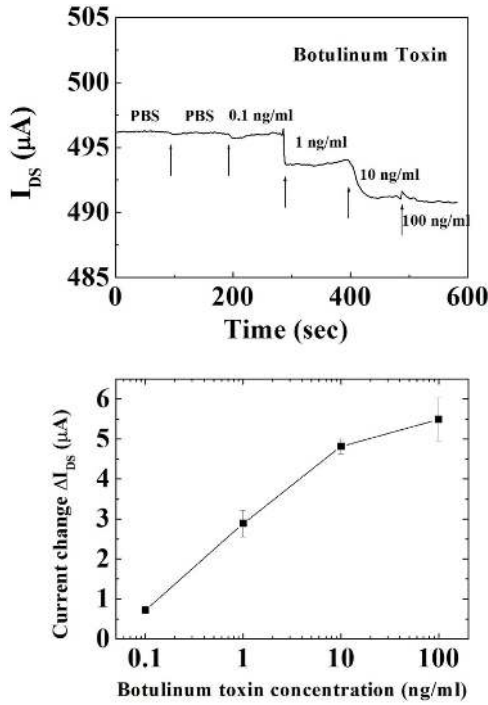 505
Botulinum Toxin
500
PBS PBS 0.1 ng/ml
495
1 ng/ml
10 ng/ml
490
100 ng/ml
485
I_DS (μA)
0 200 400 600
Time (sec)
6
5
4
3
2
1
0
Current change ΔI_DS (μA)
0.1 1 10 100
Botulinum toxin concentration (ng/ml)